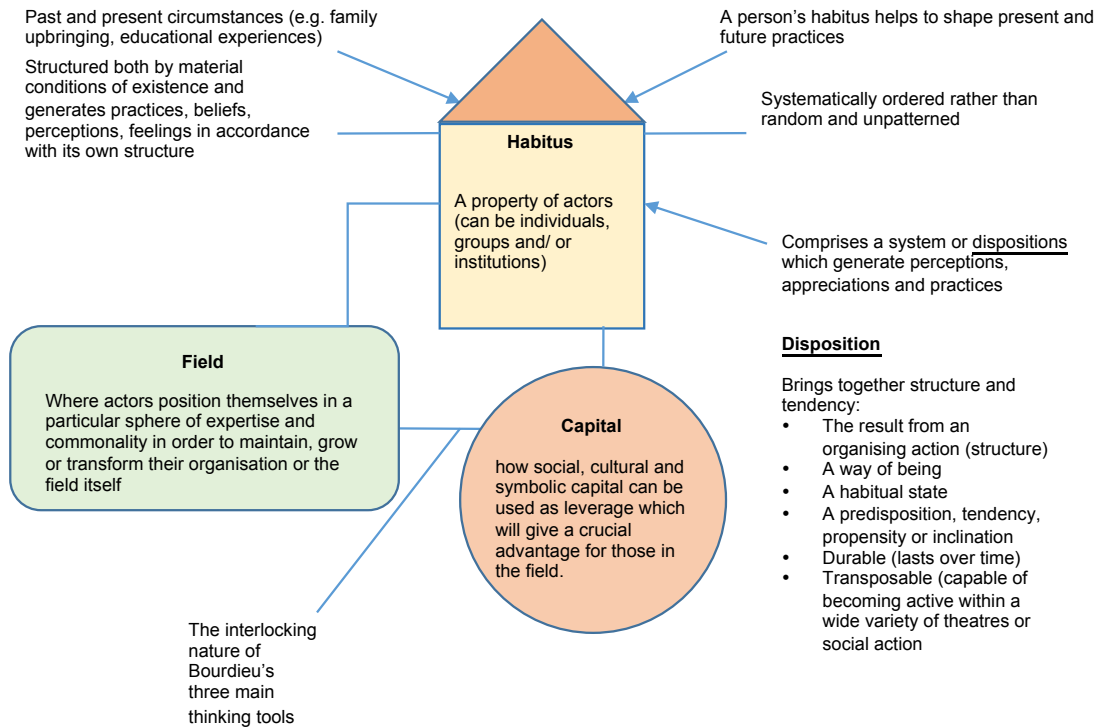 Past and present circumstances (e.g. family
upbringing, educational experiences)
Structured both by material
conditions of existence and
generates practices, beliefs,
perceptions, feelings in accordance
with its own structure
A person's habitus helps to shape present and
future practices
Systematically ordered rather than
random and unpatterned
Habitus
A property of actors
(can be individuals,
groups and/ or
institutions)
Comprises a system or dispositions
which generate perceptions,
appreciations and practices
Field
Where actors position themselves in a
particular sphere of expertise and
commonality in order to maintain, grow
or transform their organisation or the
field itself
Capital
how social, cultural and
symbolic capital can be
used as leverage which
will give a crucial
advantage for those in
the field.
Disposition
Brings together structure and
tendency:
• The result from an
organising action (structure)
• A way of being
• A habitual state
• A predisposition, tendency,
propensity or inclination
• Durable (lasts over time)
• Transposable (capable of
becoming active within a
wide variety of theatres or
social action
The interlocking
nature of
Bourdieu's
three main
thinking tools